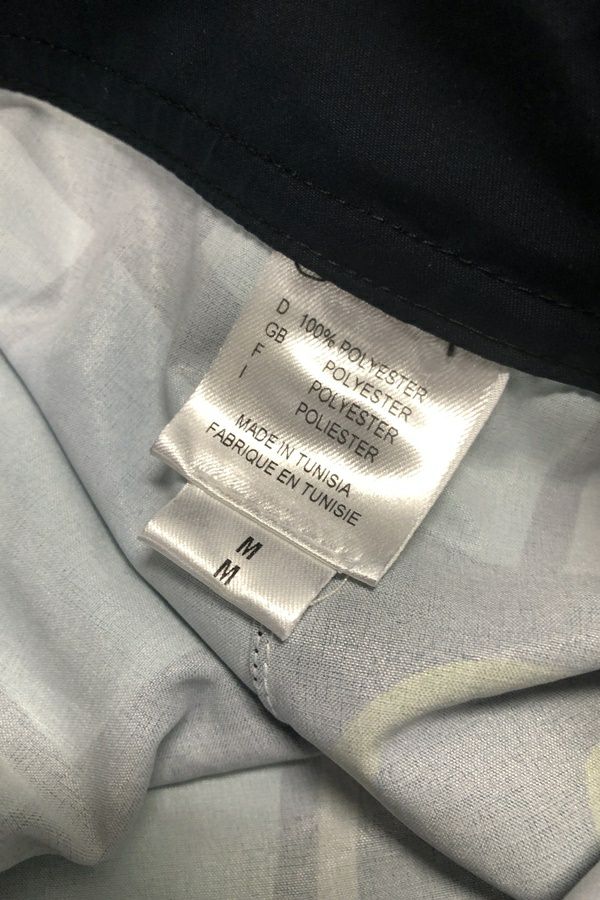 D 100% POLYESTER
GB POLYESTER
F POLYESTER
I POLIESTER
MADE IN TUNISIA
FABRIQUE EN TUNISIE
M
M